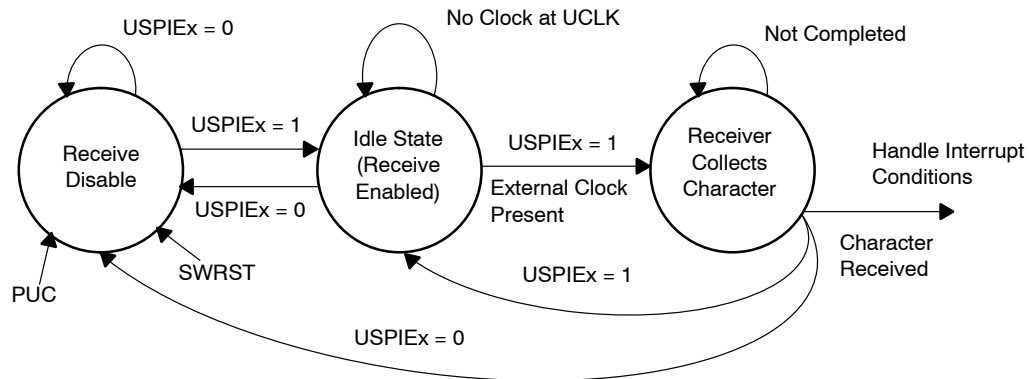 USPIEx = 0
No Clock at UCLK
Not Completed
Receive
Disable
USPIEx = 1
USPIEx = 0
Idle State
(Receive
Enabled)
USPIEx = 1
External Clock
Present
Receiver
Collects
Character
Handle Interrupt
Conditions
Character
Received
PUC
SWRST
USPIEx = 1
USPIEx = 0